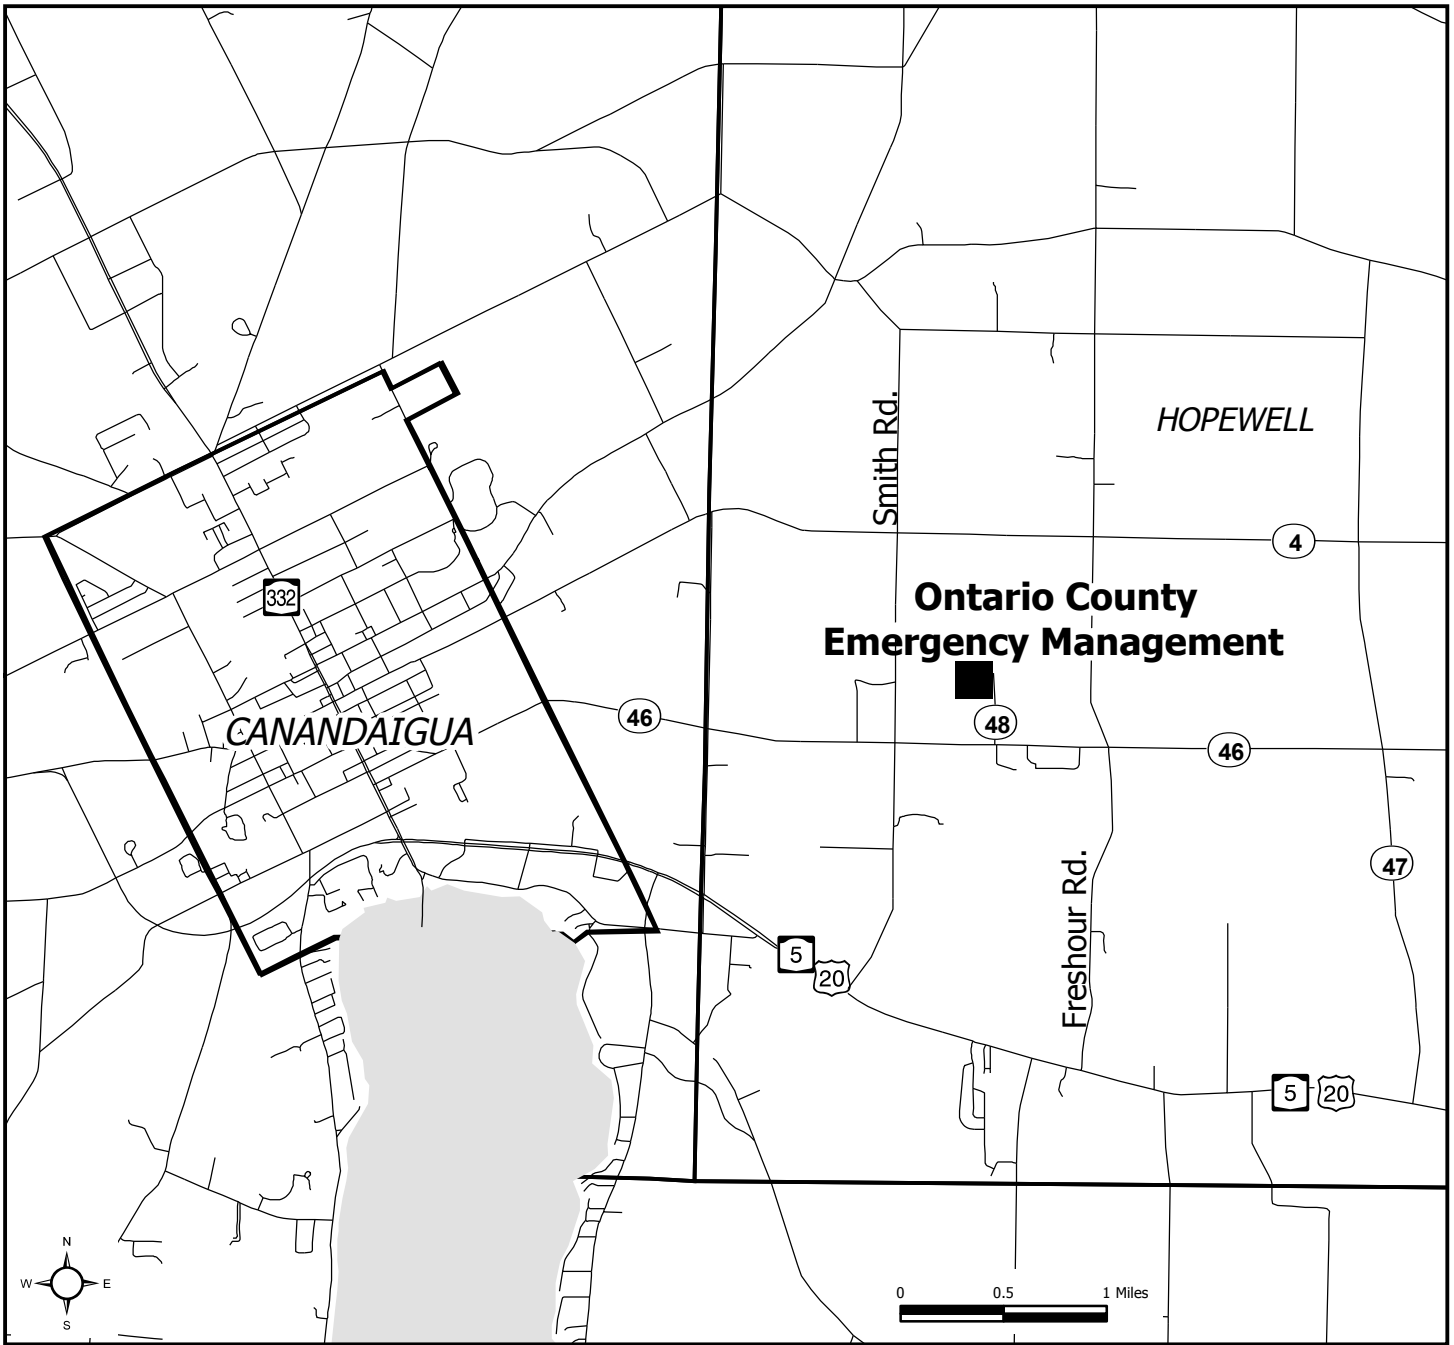 HOPEWELL
Smith Rd.
4
Ontario County
Emergency Management
332
46
48
CANANDAIGUA
46
47
Freshour Rd.
5
20
5
20
N
W E
S
0 0.5 1 Miles